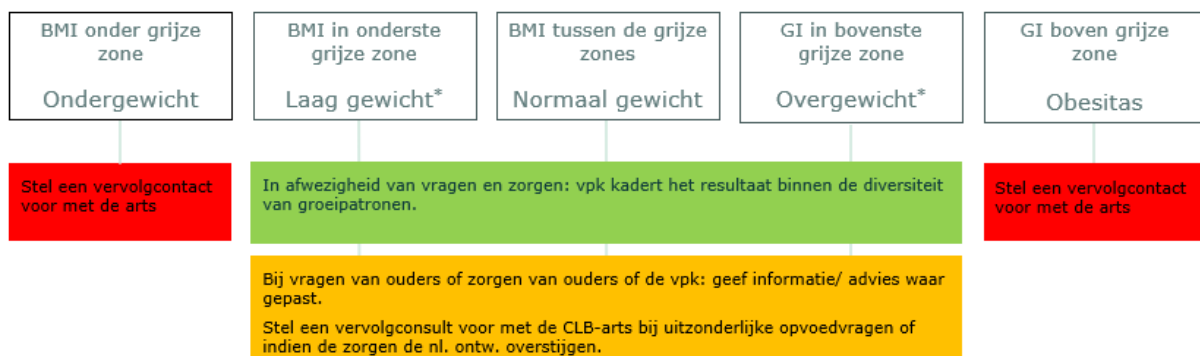 BMI onder grijze
zone
Ondergewicht
BMI in onderste
grijze zone
Laag gewicht*
BMI tussen de grijze
zones
Normaal gewicht
GI in bovenste
grijze zone
Overgewicht*
GI boven grijze
zone
Obesitas
Stel een vervolgcontact
voor met de arts
In afwezigheid van vragen en zorgen: vpk kadert het resultaat binnen de diversiteit
van groeipatronen.
Stel een vervolgcontact
voor met de arts
Bij vragen van ouders of zorgen van ouders of de vpk: geef informatie/ advies waar
gepast.
Stel een vervolgconsult voor met de CLB-arts bij uitzonderlijke opvoedvragen of
indien de zorgen de nl. ontw. overstijgen.